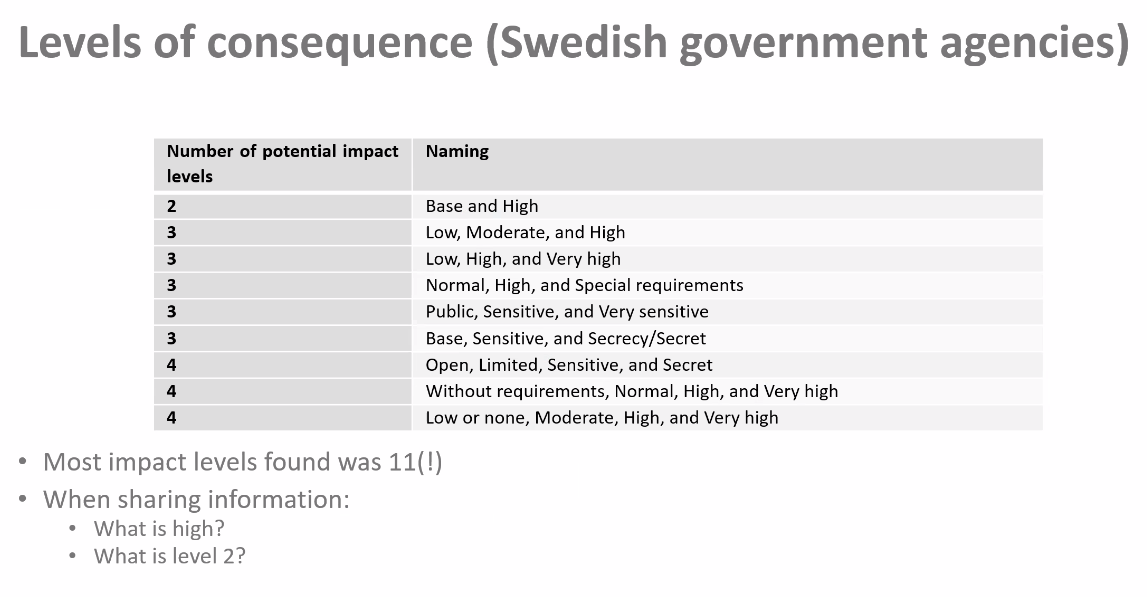 Levels of consequence (Swedish government agencies)
Number of potential impact levels	Naming
2	Base and High
3	Low, Moderate, and High
3	Low, High, and Very high
3	Normal, High, and Special requirements
3	Public, Sensitive, and Very sensitive
3	Base, Sensitive, and Secrecy/Secret
4	Open, Limited, Sensitive, and Secret
4	Without requirements, Normal, High, and Very high
4	Low or none, Moderate, High, and Very high
• Most impact levels found was 11(!)
• When sharing information:
• What is high?
• What is level 2?